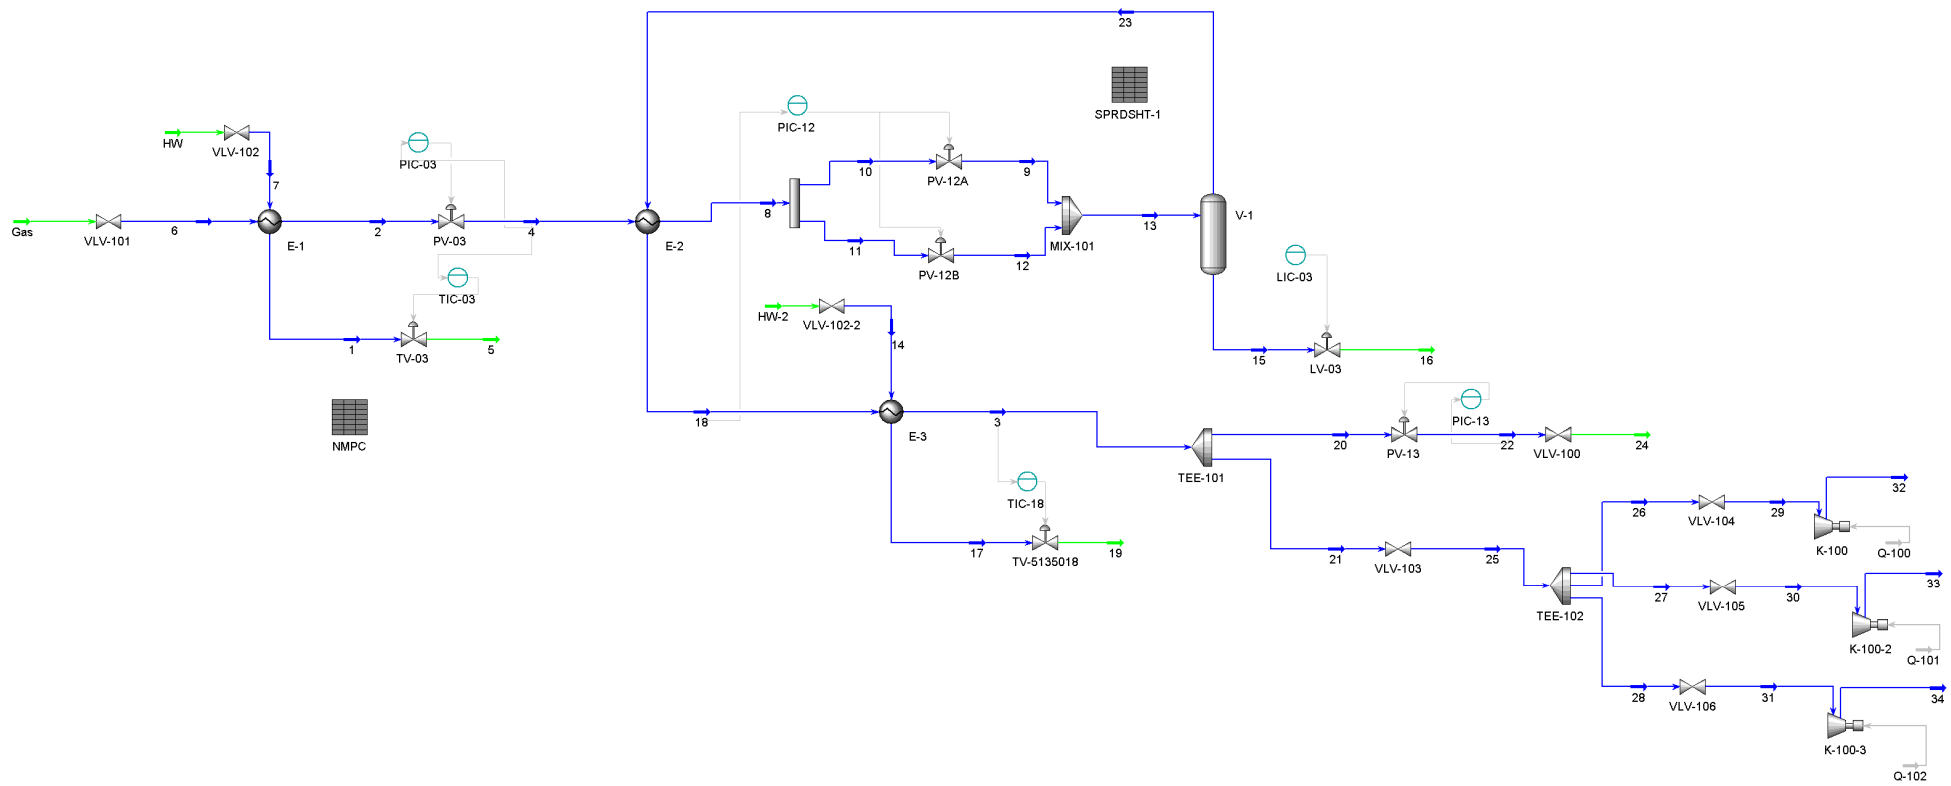 23
SPRDSHT-1
PIC-12
HW
VLV-102
PIC-03
7
10
PV-12A
9
Gas
VLV-101
6
E-1
2
PV-03
4
E-2
8
11
PV-12B
12
MIX-101
13
V-1
TIC-03
LIC-03
HW-2
VLV-102-2
14
1
TV-03
5
15
LV-03
16
NMPC
18
E-3
3
TEE-101
20
PIC-13
PV-13
22
VLV-100
24
TIC-18
17
TV-5135018
19
21
VLV-103
25
TEE-102
26
VLV-104
29
32
K-100
Q-100
27
VLV-105
30
33
K-100-2
Q-101
28
VLV-106
31
34
K-100-3
Q-102